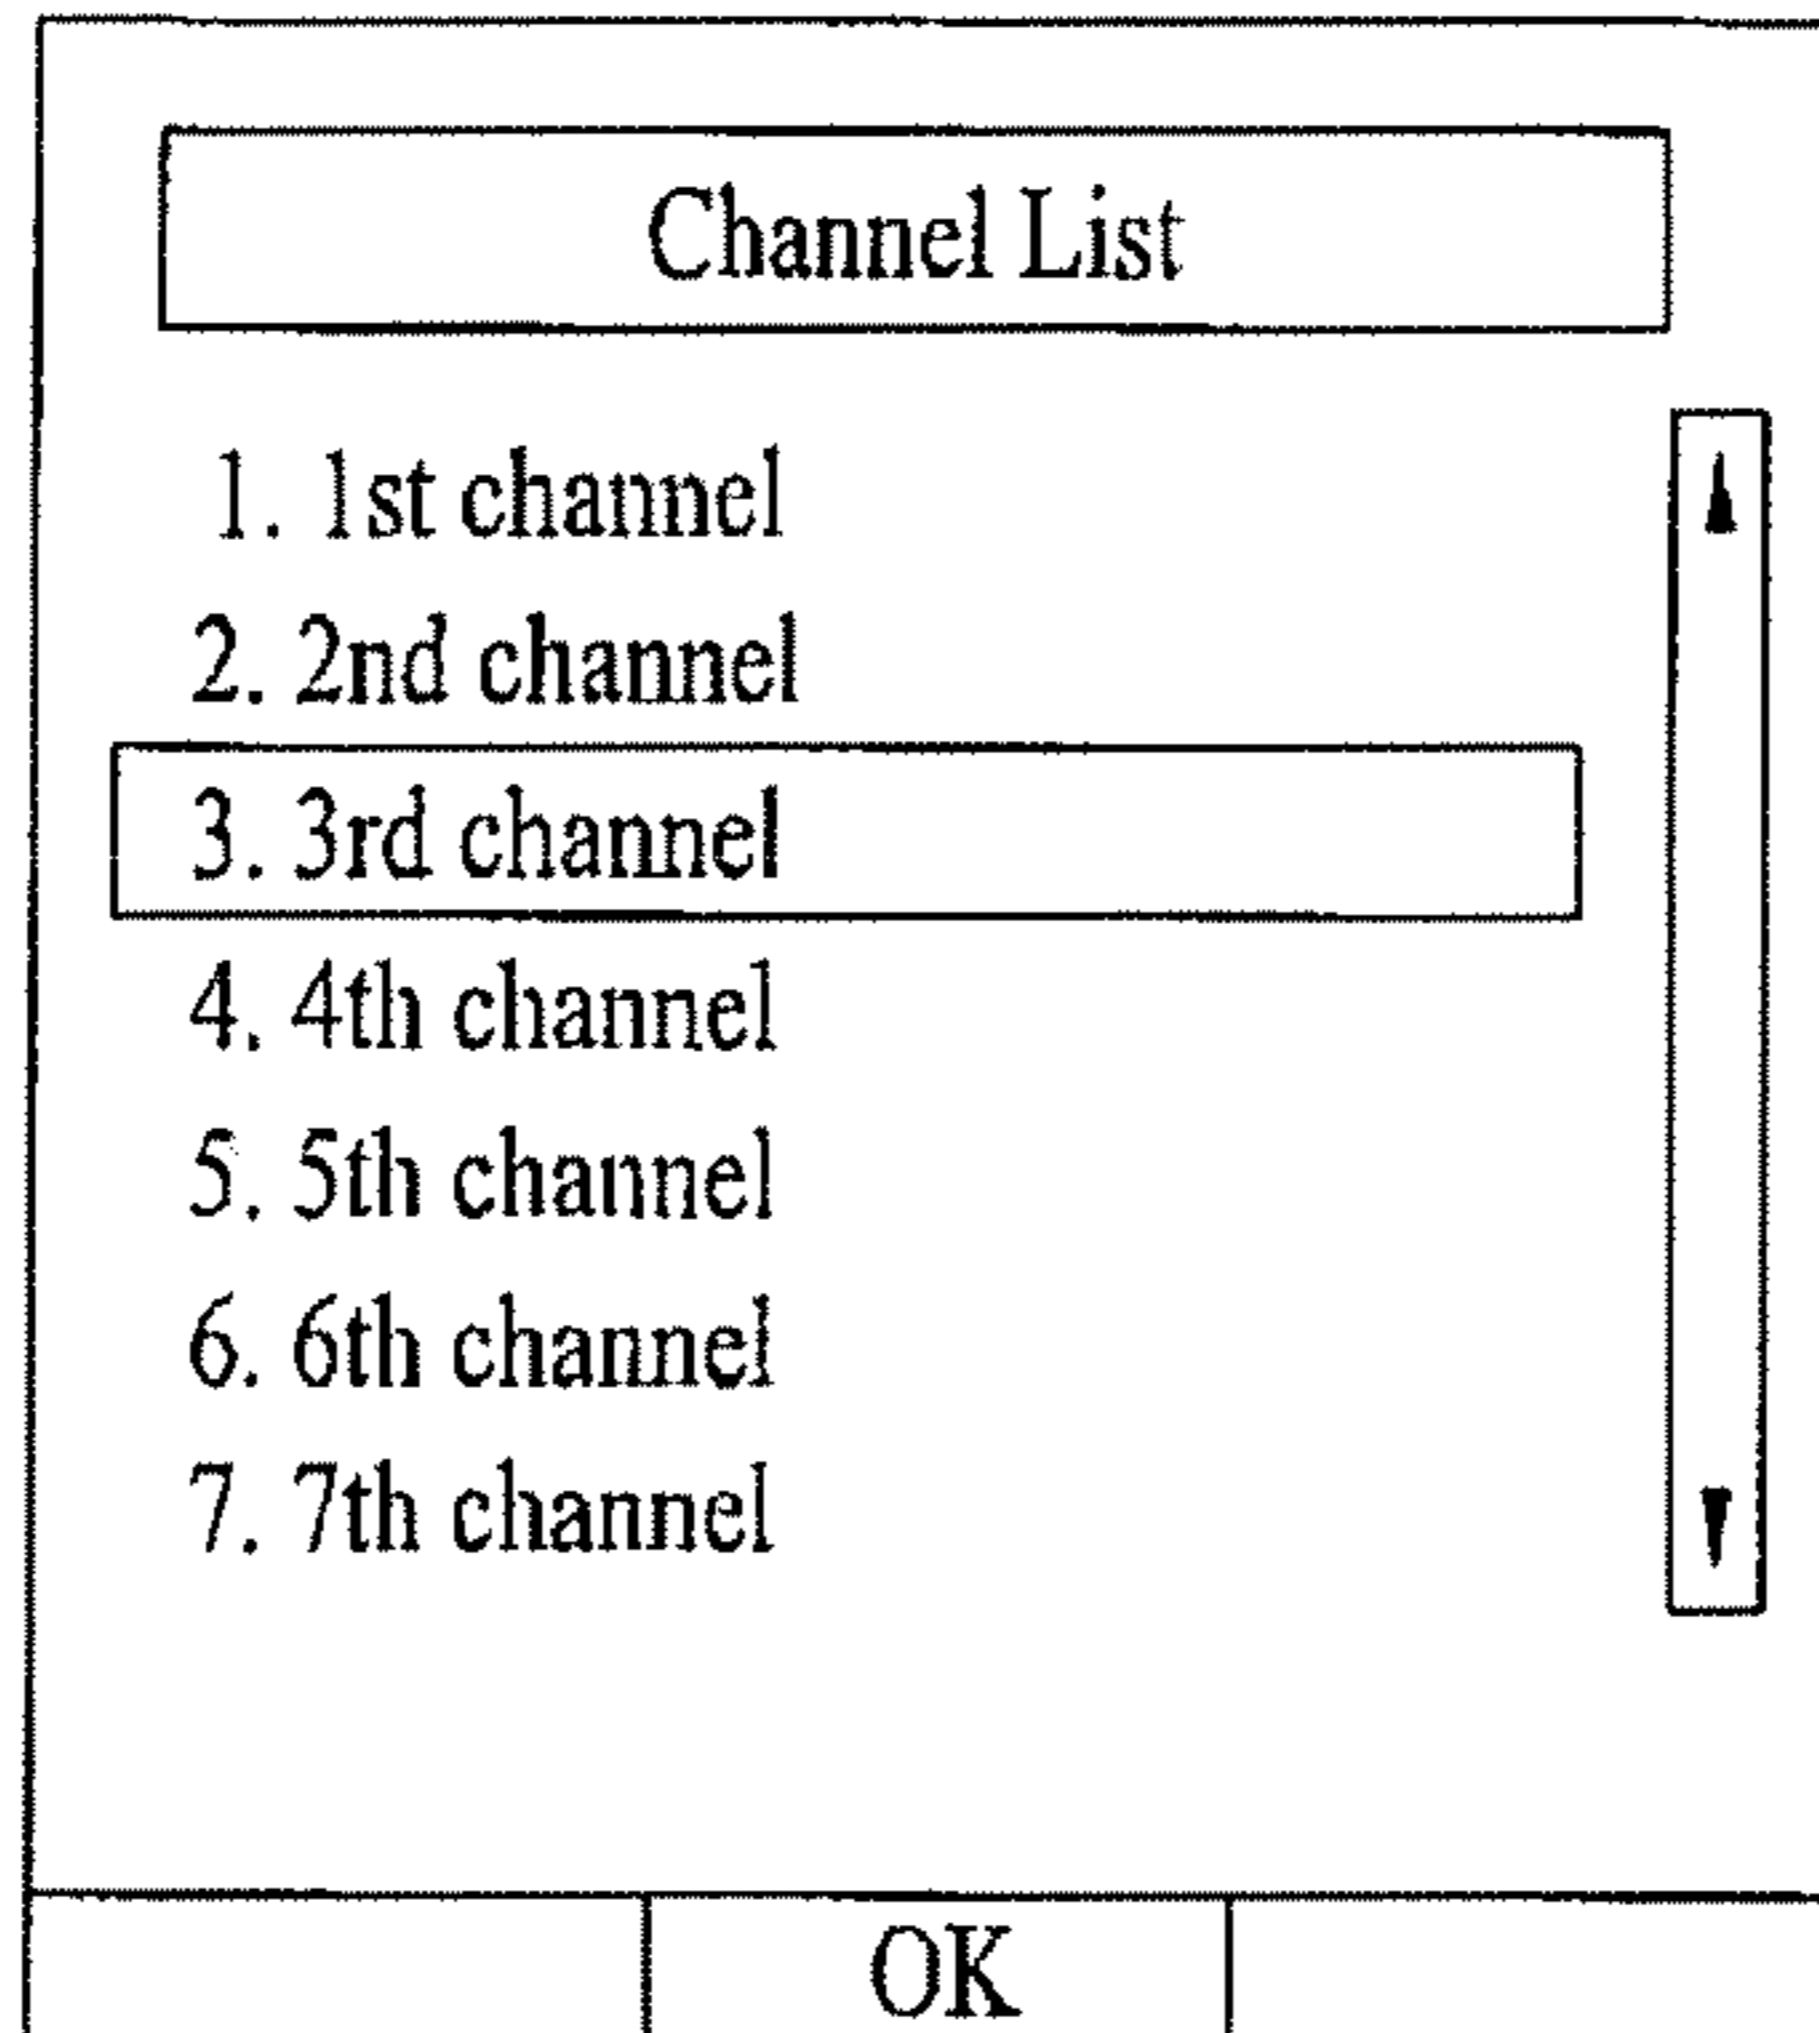 Channel List
1. 1st channel
2. 2nd channel
3. 3rd channel
4. 4th channel
5. 5th channel
6. 6th channel
7. 7th channel
OK